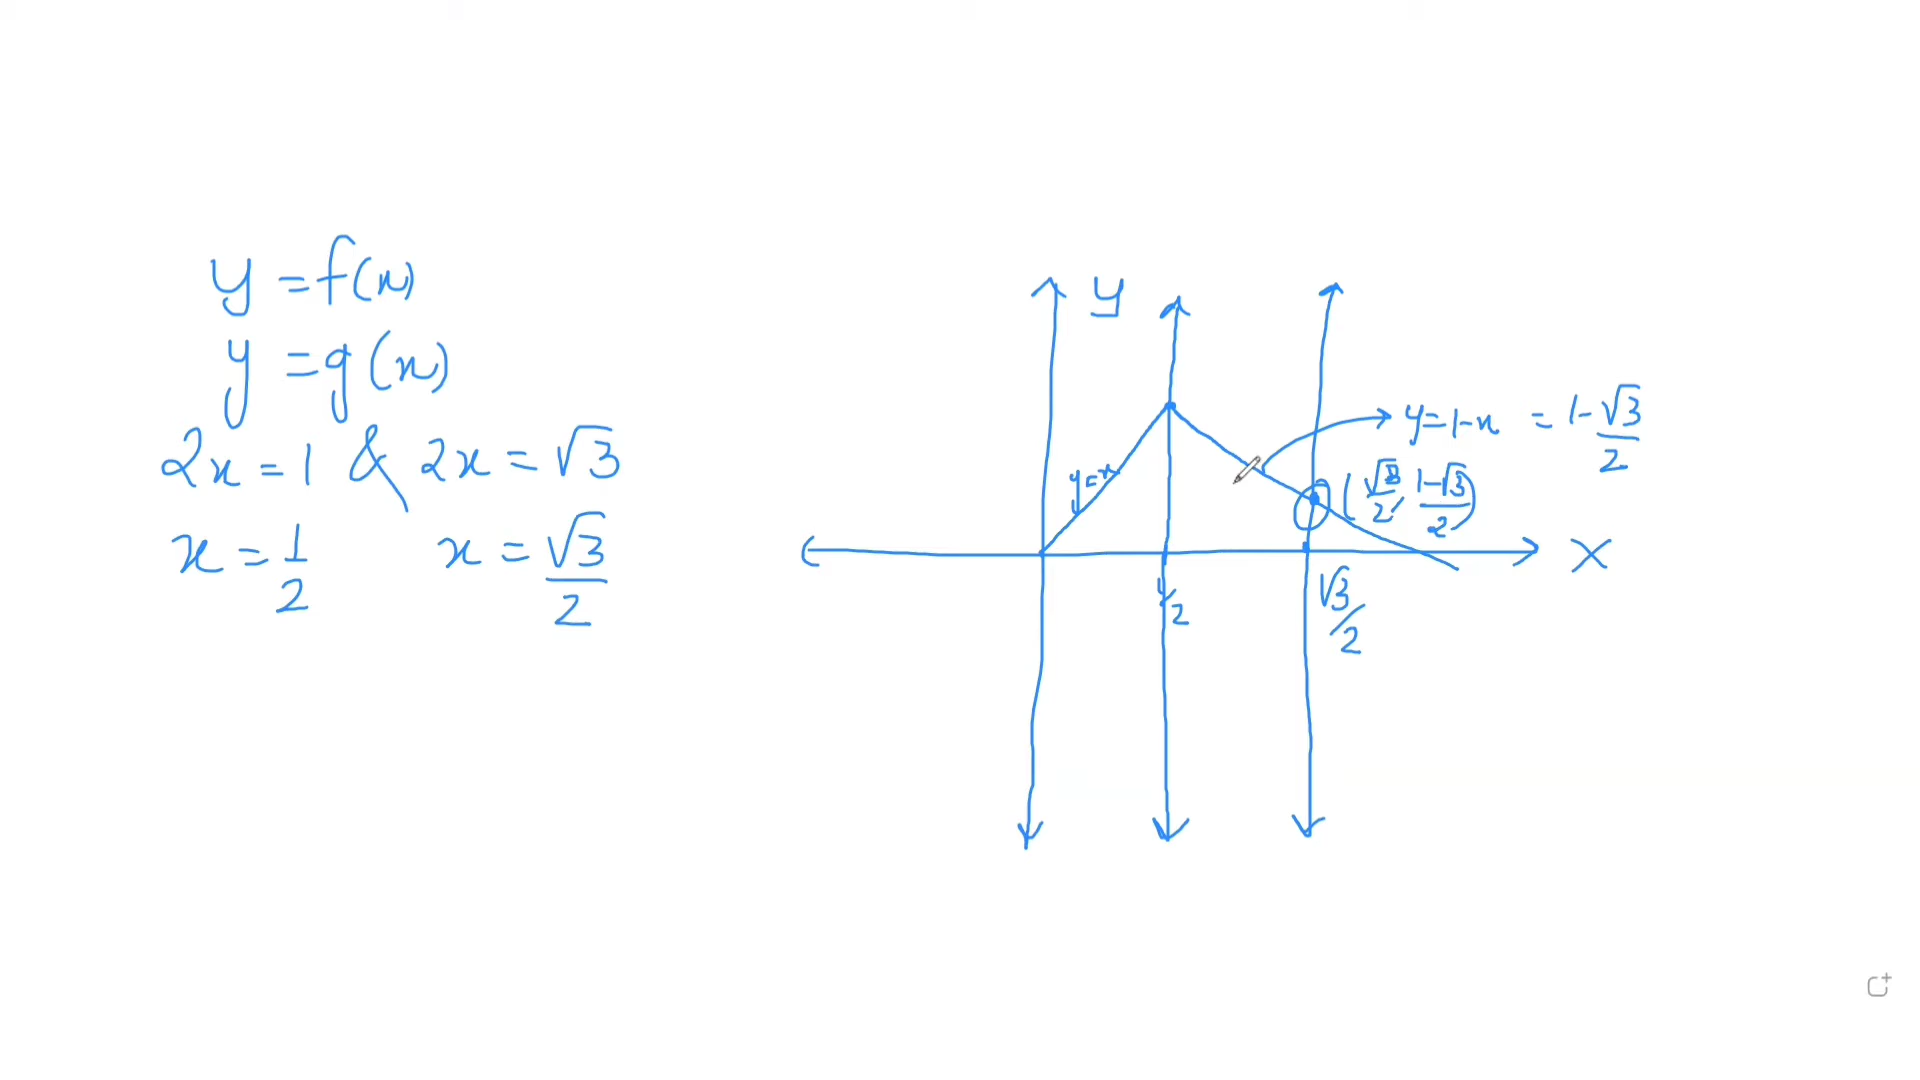 y = f(x)
y = g(x)
2x = 1 & 2x = √3
x = 1/2 x = √3/2
y
y=x
y=1-x = 1-√3/2
(√3/2, 1-√3/2)
X
1/2
√3/2